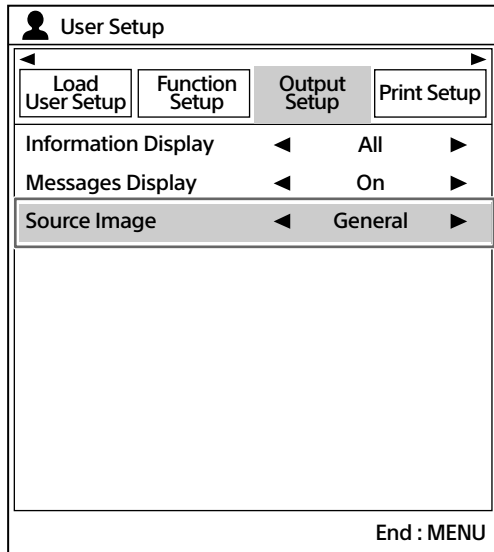 User Setup
Load
User Setup
Function
Setup
Output
Setup
Print Setup
Information Display ◀ All ▶
Messages Display ◀ On ▶
Source Image ◀ General ▶
End : MENU